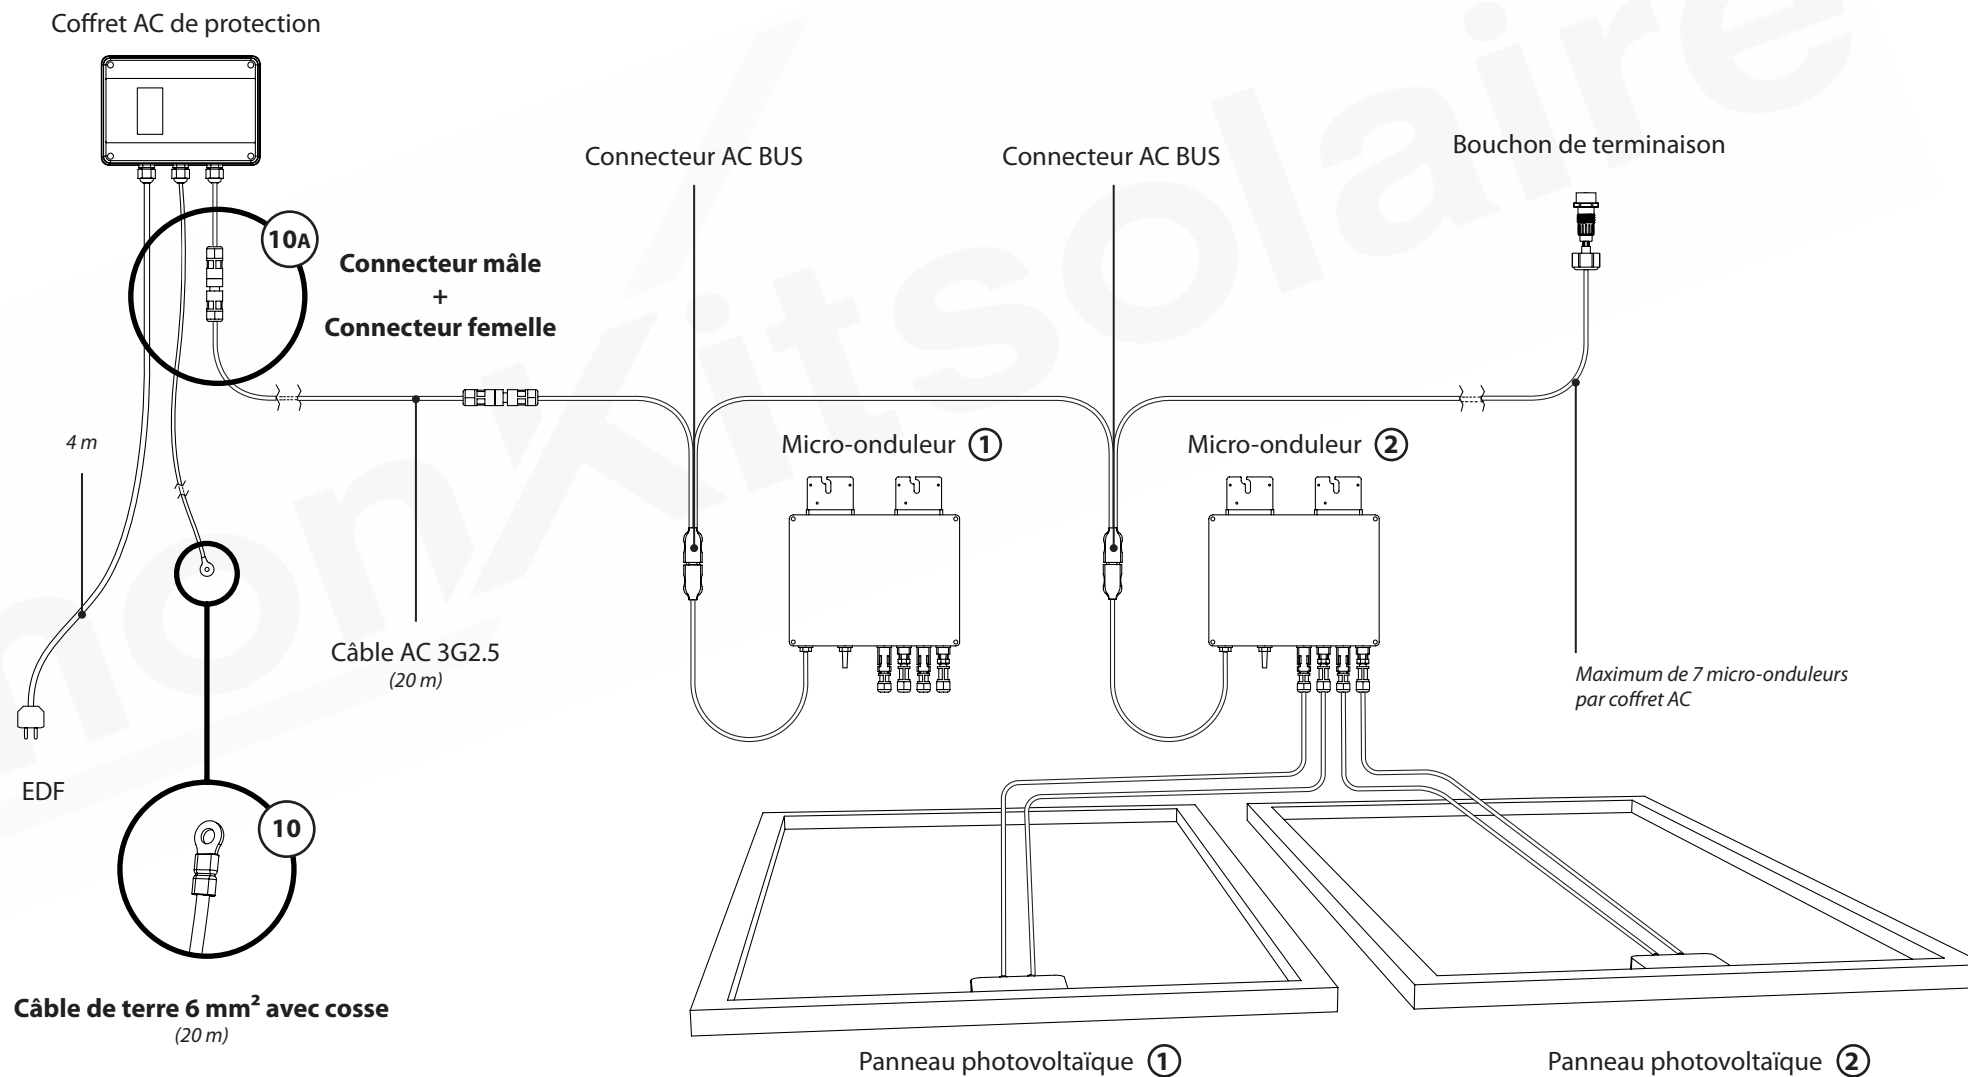 Coffret AC de protection
Connecteur AC BUS
Connecteur AC BUS
Bouchon de terminaison
10A
Connecteur mâle
+
Connecteur femelle
4 m
Micro-onduleur 1
Micro-onduleur 2
Câble AC 3G2.5
(20 m)
Maximum de 7 micro-onduleurs
par coffret AC
EDF
10
Câble de terre 6 mm² avec cosse
(20 m)
Panneau photovoltaïque 1
Panneau photovoltaïque 2
monKitsolaire